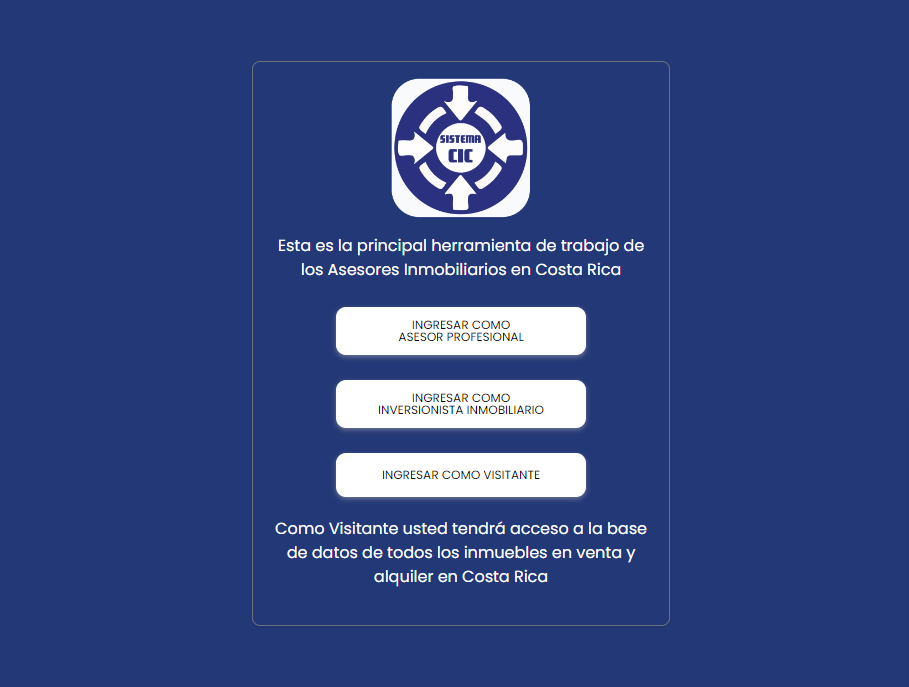 SISTEMA
CIC
Esta es la principal herramienta de trabajo de
los Asesores Inmobiliarios en Costa Rica
INGRESAR COMO
ASESOR PROFESIONAL
INGRESAR COMO
INVERSIONISTA INMOBILIARIO
INGRESAR COMO VISITANTE
Como Visitante usted tendrá acceso a la base
de datos de todos los inmuebles en venta y
alquiler en Costa Rica